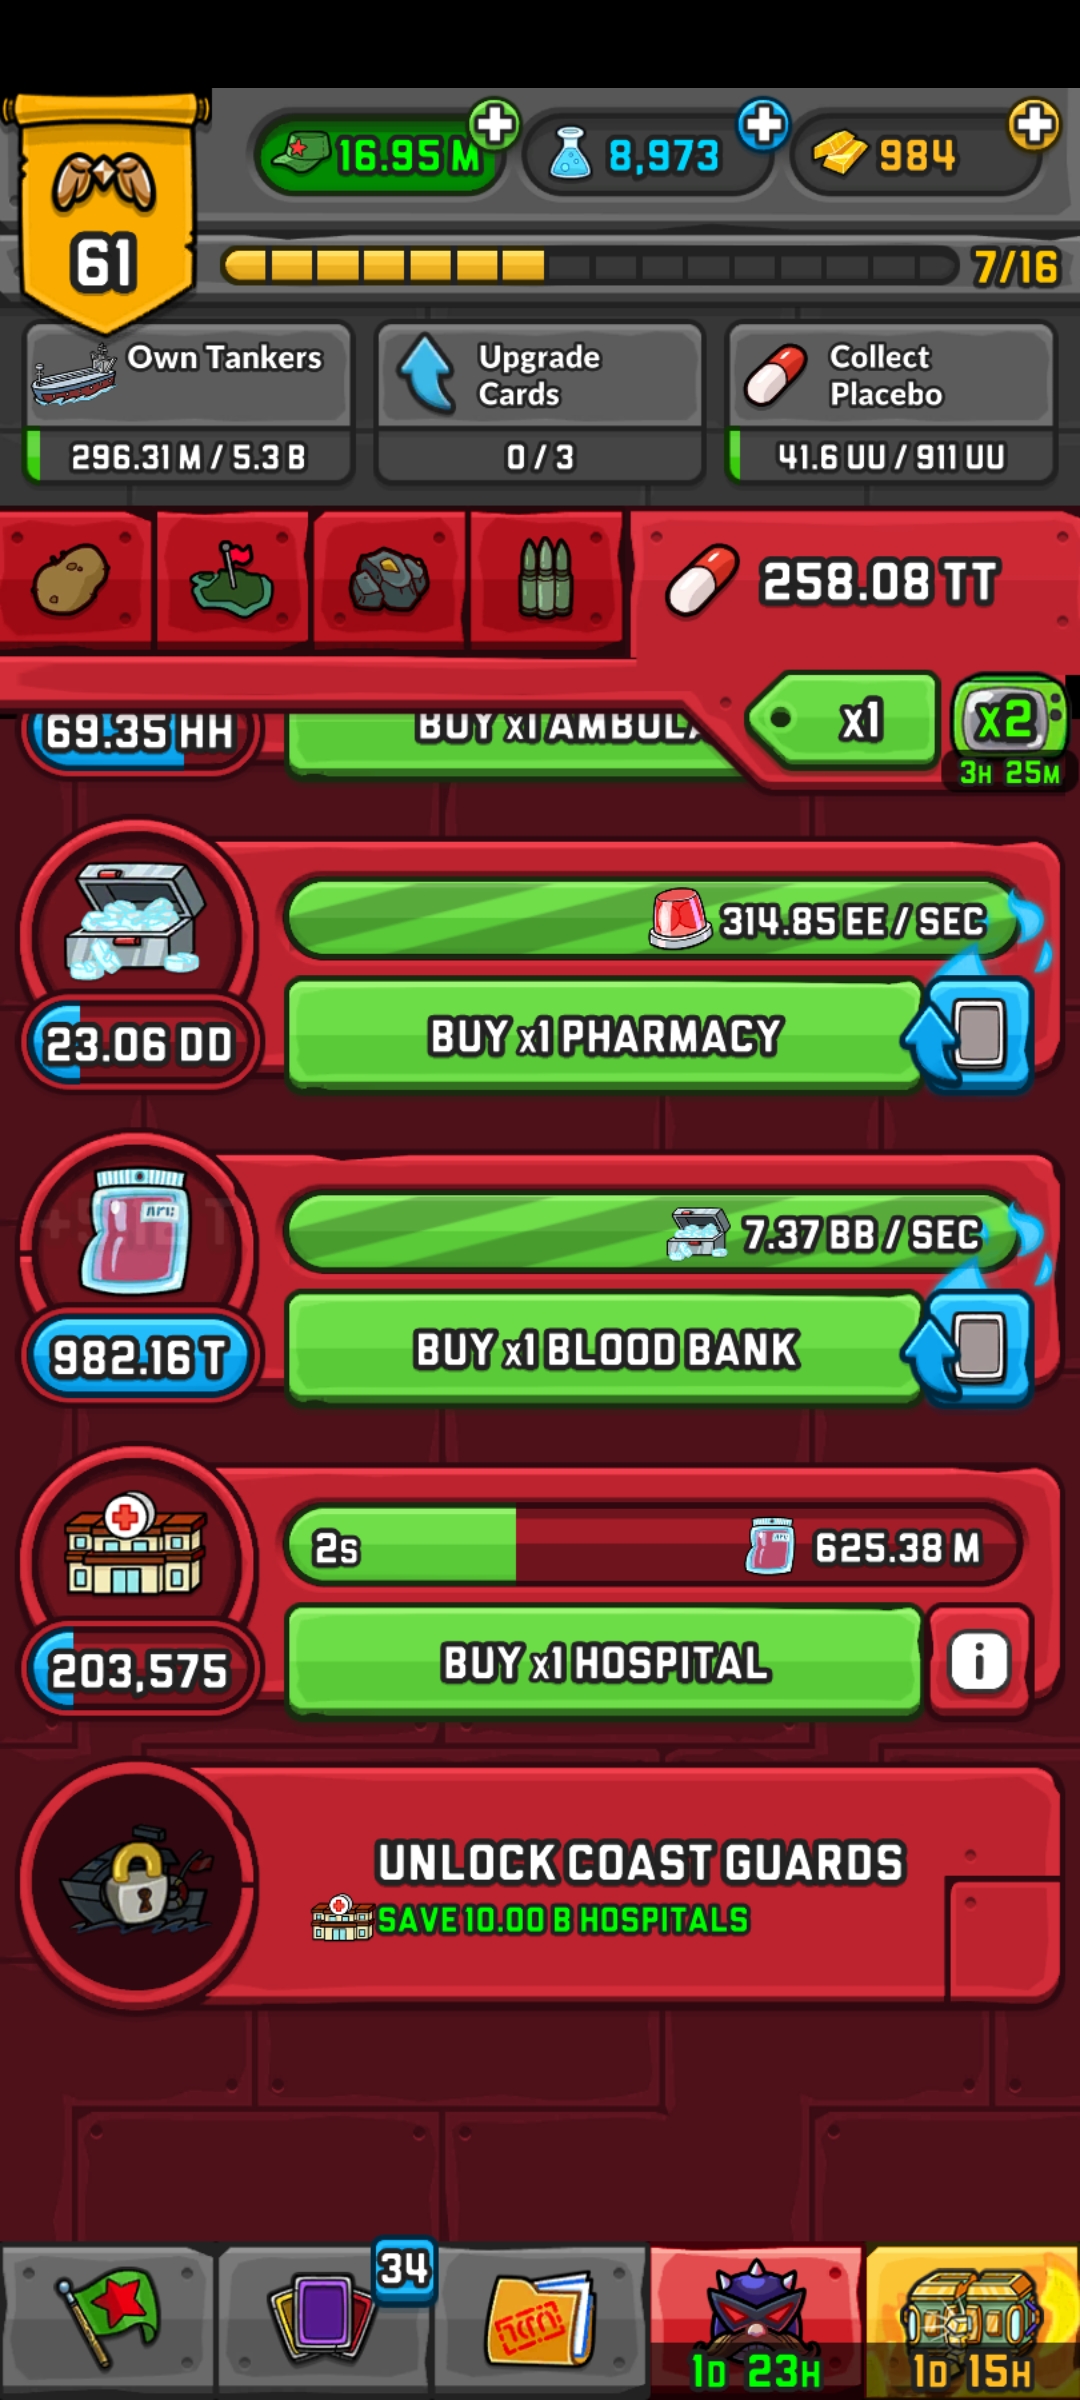 16.95 M
8,973
984
61
7/16
Own Tankers
296.31 M / 5.3 B
Upgrade
Cards
0 / 3
Collect
Placebo
41.6 UU / 911 UU
258.08 TT
x1
x2
3H 25M
69.35 HH
BUY x1 AMBUL
314.85 EE / SEC
23.06 DD
BUY x1 PHARMACY
7.37 BB / SEC
982.16 T
BUY x1 BLOOD BANK
2s
625.38 M
203,575
BUY x1 HOSPITAL
i
UNLOCK COAST GUARDS
SAVE 10.00 B HOSPITALS
34
1D 23H
1D 15H